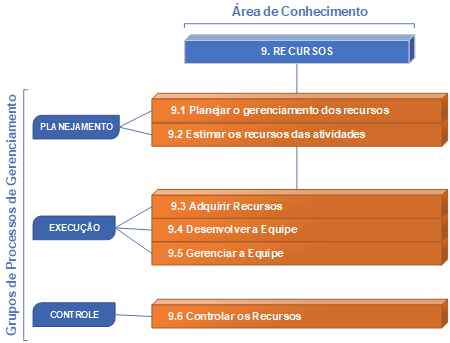 Área de Conhecimento
9. RECURSOS
Grupos de Processos de Gerenciamento
PLANEJAMENTO
9.1 Planejar o gerenciamento dos recursos
9.2 Estimar os recursos das atividades
EXECUÇÃO
9.3 Adquirir Recursos
9.4 Desenvolver a Equipe
9.5 Gerenciar a Equipe
CONTROLE
9.6 Controlar os Recursos